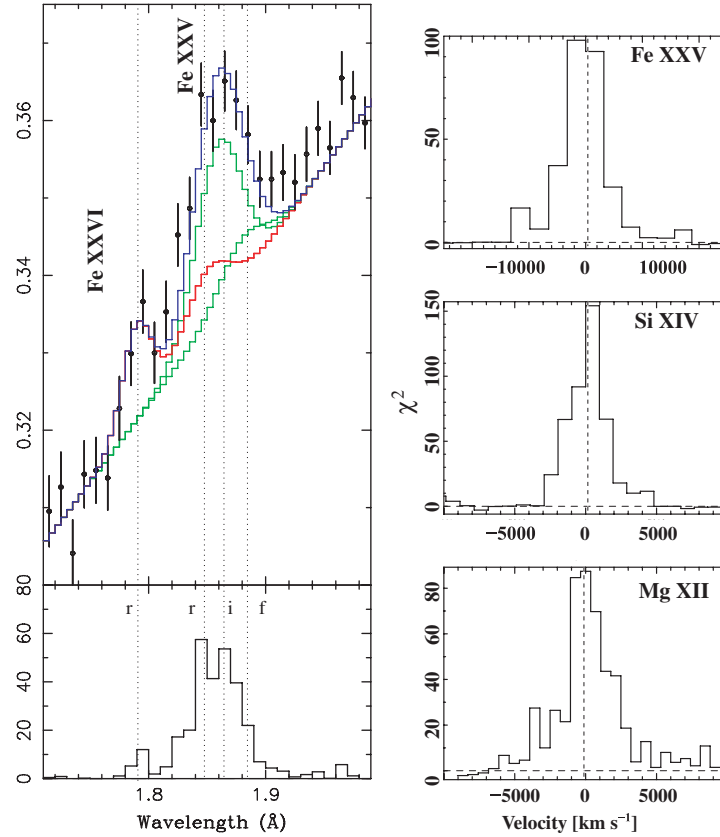 Fe XXVI
Fe XXV
0.36
0.34
0.32
80
60
40
20
0
r
r
i
f
1.8
1.9
Wavelength (Å)
Fe XXV
100
50
0
−10000
0
10000
Si XIV
150
100
50
0
χ²
−5000
0
5000
Mg XII
80
60
40
20
0
−5000
0
5000
Velocity [km s⁻¹]